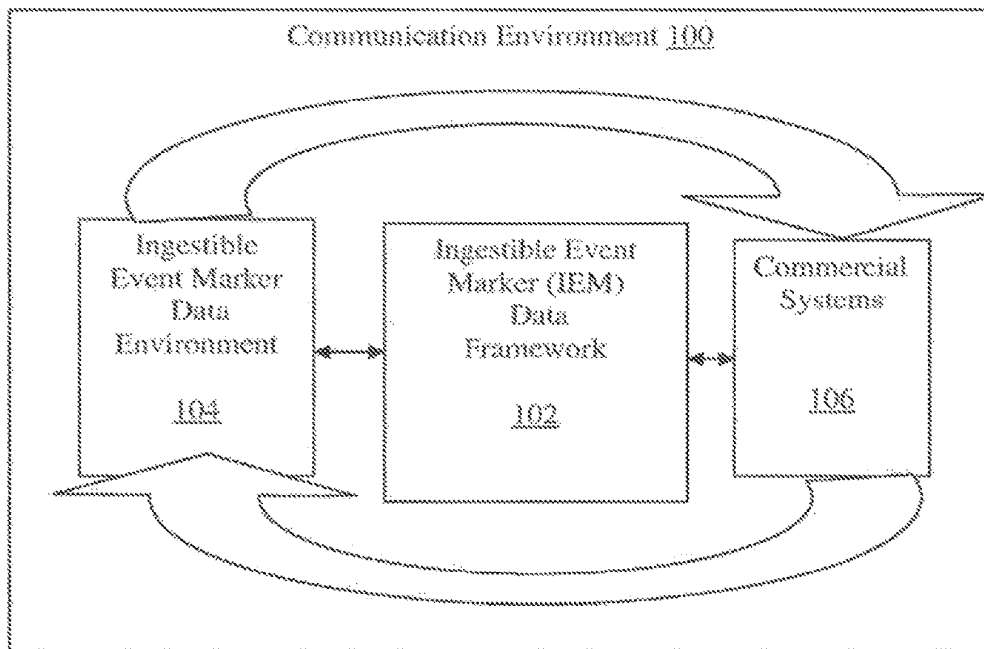 Communication Environment 100
Ingestible
Event Marker
Data
Environment
104
Ingestible Event
Marker (IEM)
Data
Framework
102
Commercial
Systems
106